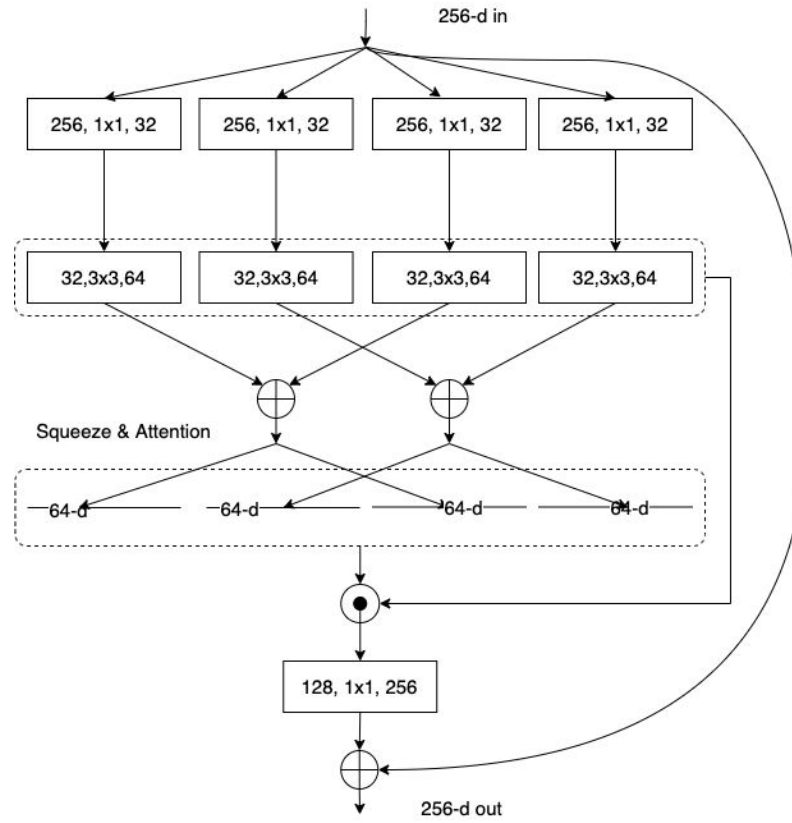 256-d in
256, 1x1, 32
256, 1x1, 32
256, 1x1, 32
256, 1x1, 32
32,3x3,64
32,3x3,64
32,3x3,64
32,3x3,64
Squeeze & Attention
64-d
64-d
64-d
64-d
128, 1x1, 256
256-d out